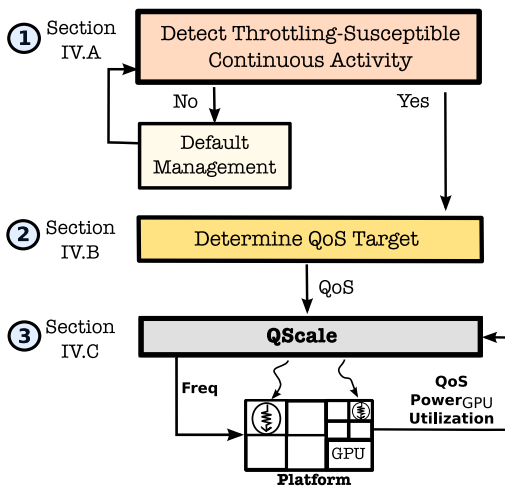 1 Section
IV.A
Detect Throttling-Susceptible
Continuous Activity
No
Yes
Default
Management
2 Section
IV.B
Determine QoS Target
QoS
3 Section
IV.C
QScale
Freq
QoS
PowerGPU
Utilization
GPU
Platform